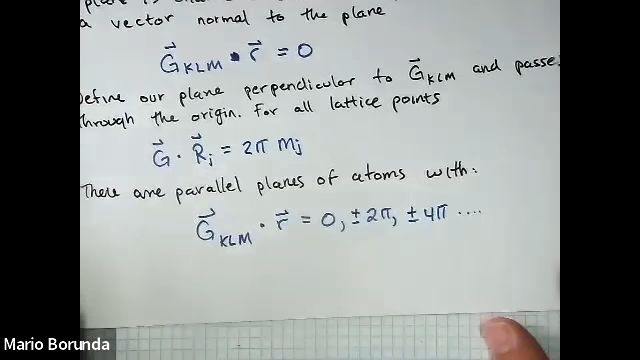 a vector normal to the plane
G⃗KLM · r⃗ = 0
Define our plane perpendicular to G⃗KLM and passe
through the origin. For all lattice points
G⃗ · R⃗j = 2π Mj
There are parallel planes of atoms with:
G⃗KLM · r⃗ = 0, ±2π, ±4π ....
Mario Borunda